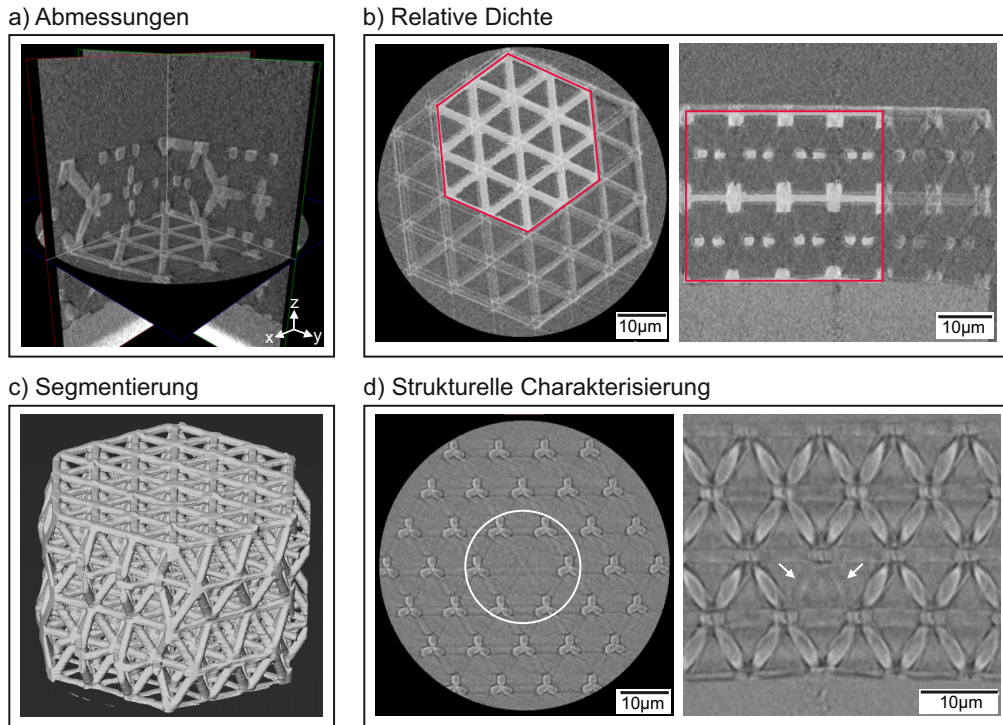 a) Abmessungen
b) Relative Dichte
z
x
y
10µm
10µm
c) Segmentierung
d) Strukturelle Charakterisierung
10µm
10µm